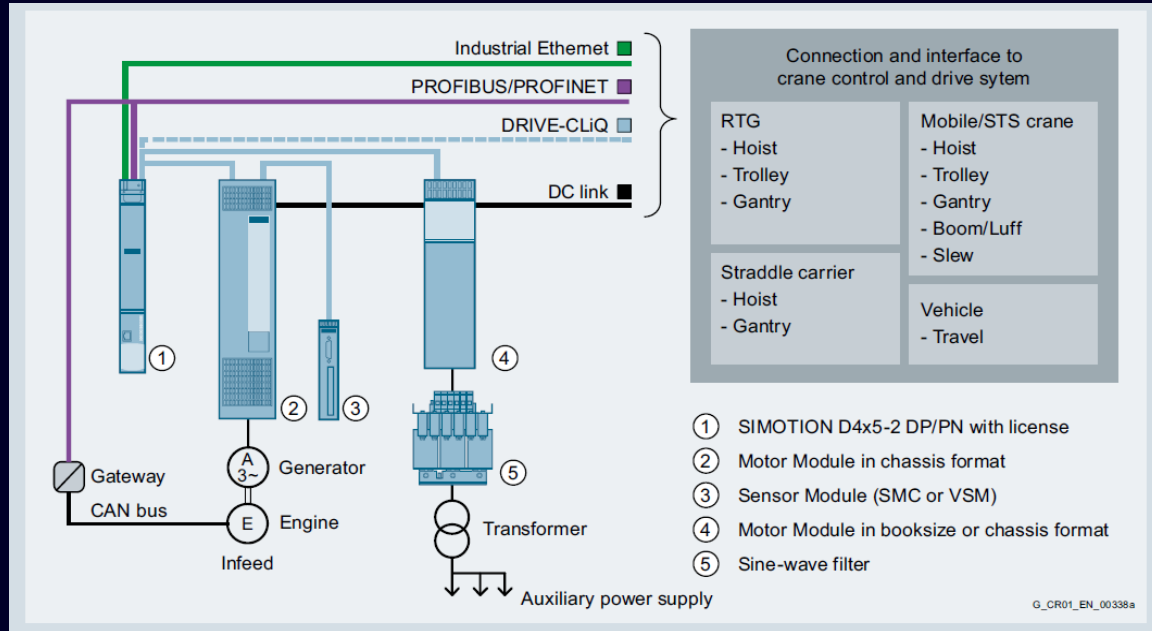 Industrial Ethernet
PROFIBUS/PROFINET
DRIVE-CLiQ
DC link
Connection and interface to
crane control and drive sytem
RTG
- Hoist
- Trolley
- Gantry
Mobile/STS crane
- Hoist
- Trolley
- Gantry
- Boom/Luff
- Slew
Straddle carrier
- Hoist
- Gantry
Vehicle
- Travel
1
2
3
4
5
A
3~
Generator
Gateway
CAN bus
E
Engine
Infeed
Transformer
Auxiliary power supply
1 SIMOTION D4x5-2 DP/PN with license
2 Motor Module in chassis format
3 Sensor Module (SMC or VSM)
4 Motor Module in booksize or chassis format
5 Sine-wave filter
G_CR01_EN_00338a